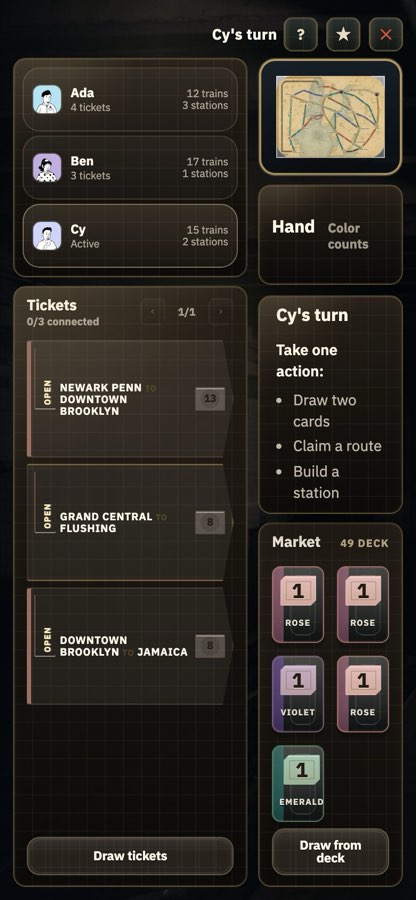 Cy's turn
?
Ada
4 tickets
12 trains
3 stations
Ben
3 tickets
17 trains
1 stations
Cy
Active
15 trains
2 stations
Tickets
0/3 connected
1/1
OPEN
NEWARK PENN TO
DOWNTOWN
BROOKLYN
13
OPEN
GRAND CENTRAL TO
FLUSHING
8
OPEN
DOWNTOWN
BROOKLYN TO JAMAICA
8
Draw tickets
Hand
Color
counts
Cy's turn
Take one
action:
• Draw two
cards
• Claim a route
• Build a
station
Market
49 DECK
1
ROSE
1
ROSE
1
VIOLET
1
ROSE
1
EMERALD
Draw from
deck